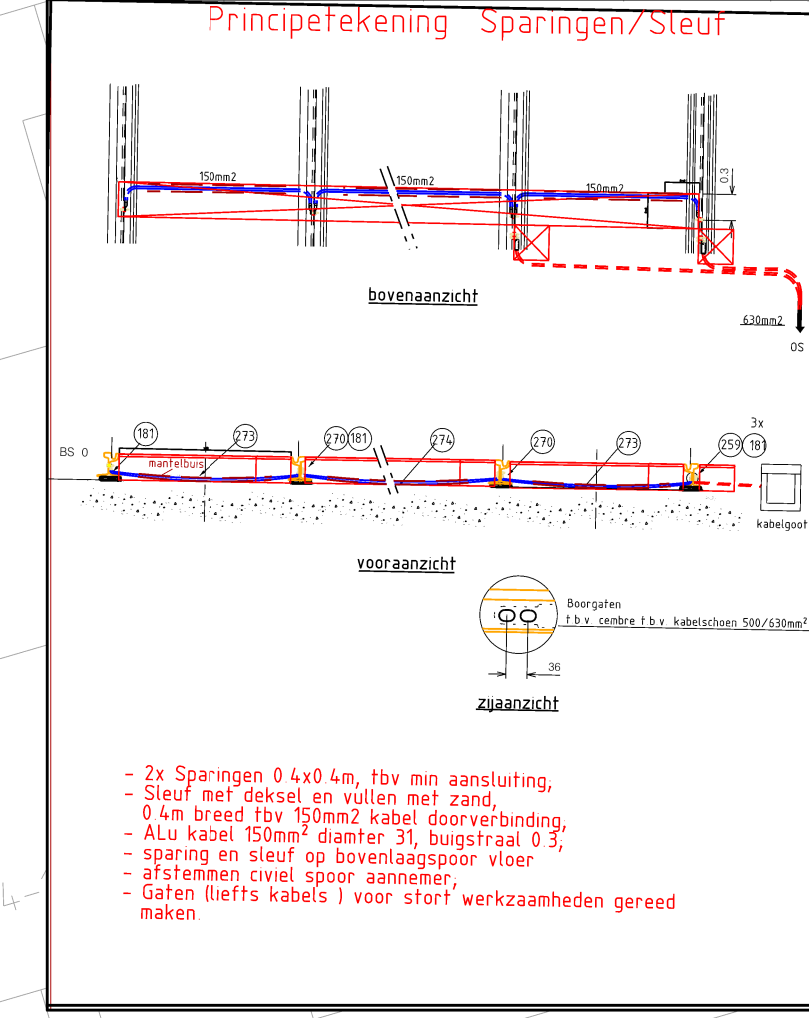 Principetekening Sparingen/Sleuf
150mm2
150mm2
150mm2
0.3
bovenaanzicht
630mm2
OS
BS 0
181
273
270
181
274
270
273
3x
259
181
mantelbuis
kabelgoot
vooraanzicht
Boorgaten
t.b.v. cembre t.b.v. kabelschoen 500/630mm²
36
zijaanzicht
- 2x Sparingen 0.4x0.4m, tbv min aansluiting;
- Sleuf met deksel en vullen met zand,
0.4m breed tbv 150mm2 kabel doorverbinding;
- ALu kabel 150mm² diamter 31, buigstraal 0.3;
- sparing en sleuf op bovenlaagspoor vloer
- afstemmen civiel spoor aannemer;
- Gaten (liefts kabels ) voor start werkzaamheden gereed
maken.
4-